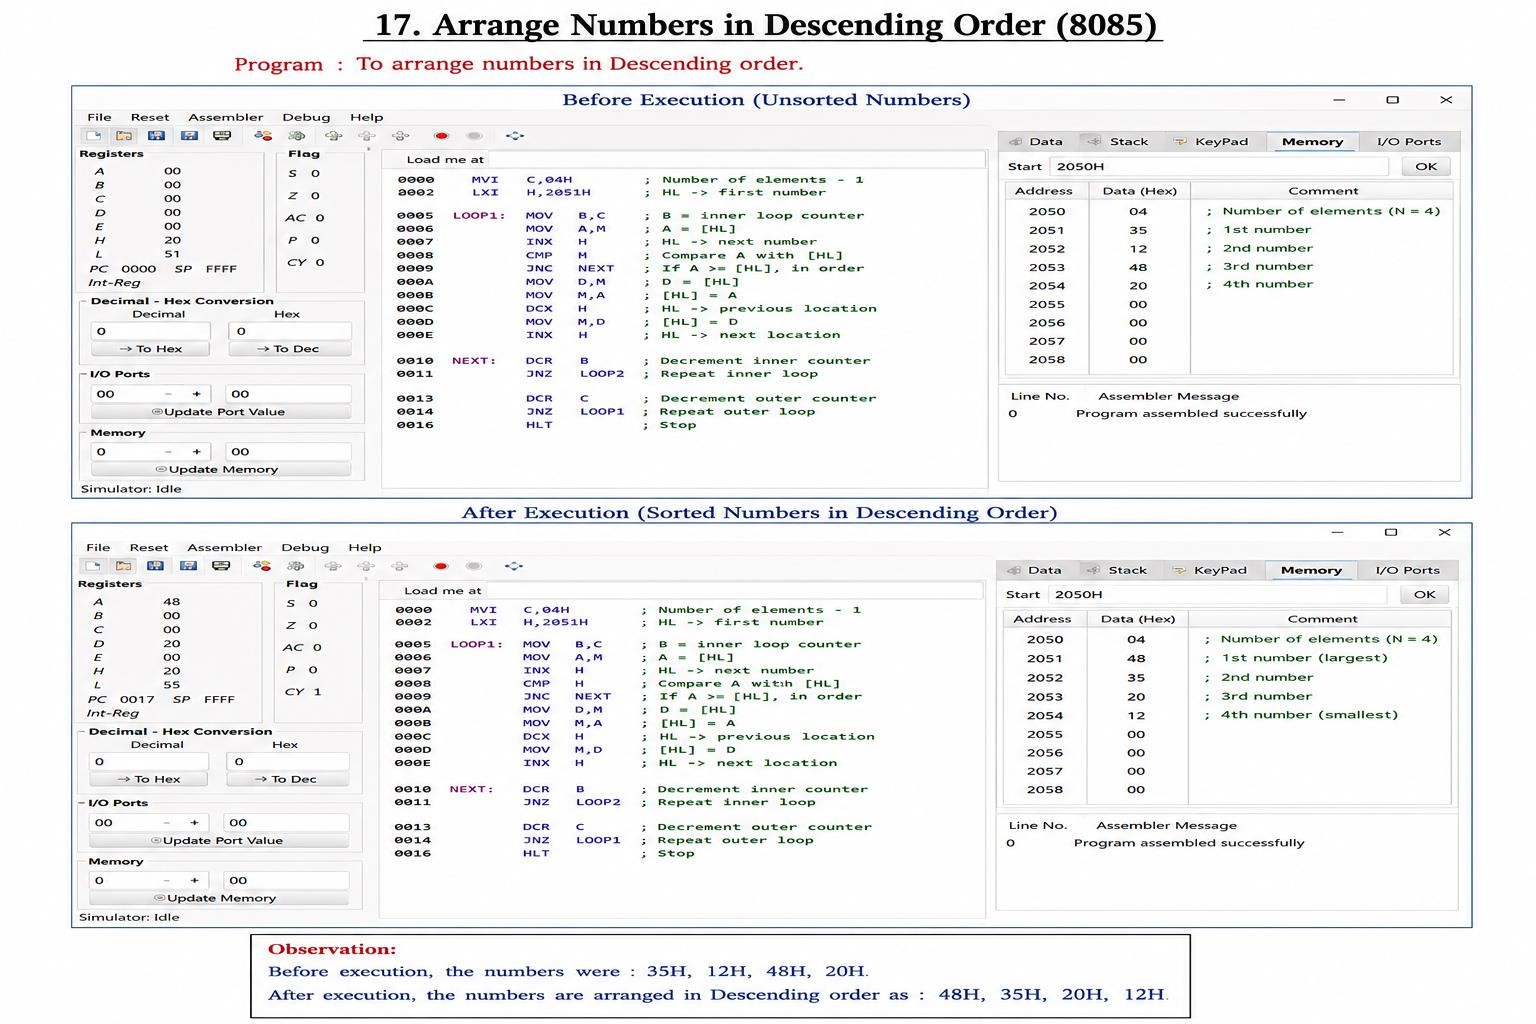 17. Arrange Numbers in Descending Order (8085)
Program : To arrange numbers in Descending order.
Before Execution (Unsorted Numbers)
File Reset Assembler Debug Help
Registers Flag
A 00
B 00
C 00
D 00
E 00
H 20
L 51
PC 0000 SP FFFF
Int-Reg
S 0
Z 0
AC 0
P 0
CY 0
Decimal - Hex Conversion
Decimal Hex
0 0
→ To Hex → To Dec
I/O Ports
00 - + 00
Update Port Value
Memory
0 - + 00
Update Memory
Simulator: Idle
Load me at
0000 MVI C,04H ; Number of elements - 1
0002 LXI H,2051H ; HL -> first number
0005 LOOP1: MOV B,C ; B = inner loop counter
0006 MOV A,M ; A = [HL]
0007 INX H ; HL -> next number
0008 CMP M ; Compare A with [HL]
0009 JNC NEXT ; If A >= [HL], in order
000A MOV D,M ; D = [HL]
000B MOV M,A ; [HL] = A
000C DCX H ; HL -> previous location
000D MOV M,D ; [HL] = D
000E INX H ; HL -> next location
0010 NEXT: DCR B ; Decrement inner counter
0011 JNZ LOOP2 ; Repeat inner loop
0013 DCR C ; Decrement outer counter
0014 JNZ LOOP1 ; Repeat outer loop
0016 HLT ; Stop
Data Stack KeyPad Memory I/O Ports
Start 2050H OK
Address Data (Hex) Comment
2050 04 ; Number of elements (N = 4)
2051 35 ; 1st number
2052 12 ; 2nd number
2053 48 ; 3rd number
2054 20 ; 4th number
2055 00
2056 00
2057 00
2058 00
Line No. Assembler Message
0 Program assembled successfully
After Execution (Sorted Numbers in Descending Order)
File Reset Assembler Debug Help
Registers Flag
A 48
B 00
C 00
D 20
E 00
H 20
L 55
PC 0017 SP FFFF
Int-Reg
S 0
Z 0
AC 0
P 0
CY 1
Decimal - Hex Conversion
Decimal Hex
0 0
→ To Hex → To Dec
I/O Ports
00 - + 00
Update Port Value
Memory
0 - + 00
Update Memory
Simulator: Idle
Load me at
0000 MVI C,04H ; Number of elements - 1
0002 LXI H,2051H ; HL -> first number
0005 LOOP1: MOV B,C ; B = inner loop counter
0006 MOV A,M ; A = [HL]
0007 INX H ; HL -> next number
0008 CMP H ; Compare A with [HL]
0009 JNC NEXT ; If A >= [HL], in order
000A MOV D,M ; D = [HL]
000B MOV M,A ; [HL] = A
000C DCX H ; HL -> previous location
000D MOV M,D ; [HL] = D
000E INX H ; HL -> next location
0010 NEXT: DCR B ; Decrement inner counter
0011 JNZ LOOP2 ; Repeat inner loop
0013 DCR C ; Decrement outer counter
0014 JNZ LOOP1 ; Repeat outer loop
0016 HLT ; Stop
Data Stack KeyPad Memory I/O Ports
Start 2050H OK
Address Data (Hex) Comment
2050 04 ; Number of elements (N = 4)
2051 48 ; 1st number (largest)
2052 35 ; 2nd number
2053 20 ; 3rd number
2054 12 ; 4th number (smallest)
2055 00
2056 00
2057 00
2058 00
Line No. Assembler Message
0 Program assembled successfully
Observation:
Before execution, the numbers were : 35H, 12H, 48H, 20H.
After execution, the numbers are arranged in Descending order as : 48H, 35H, 20H, 12H.